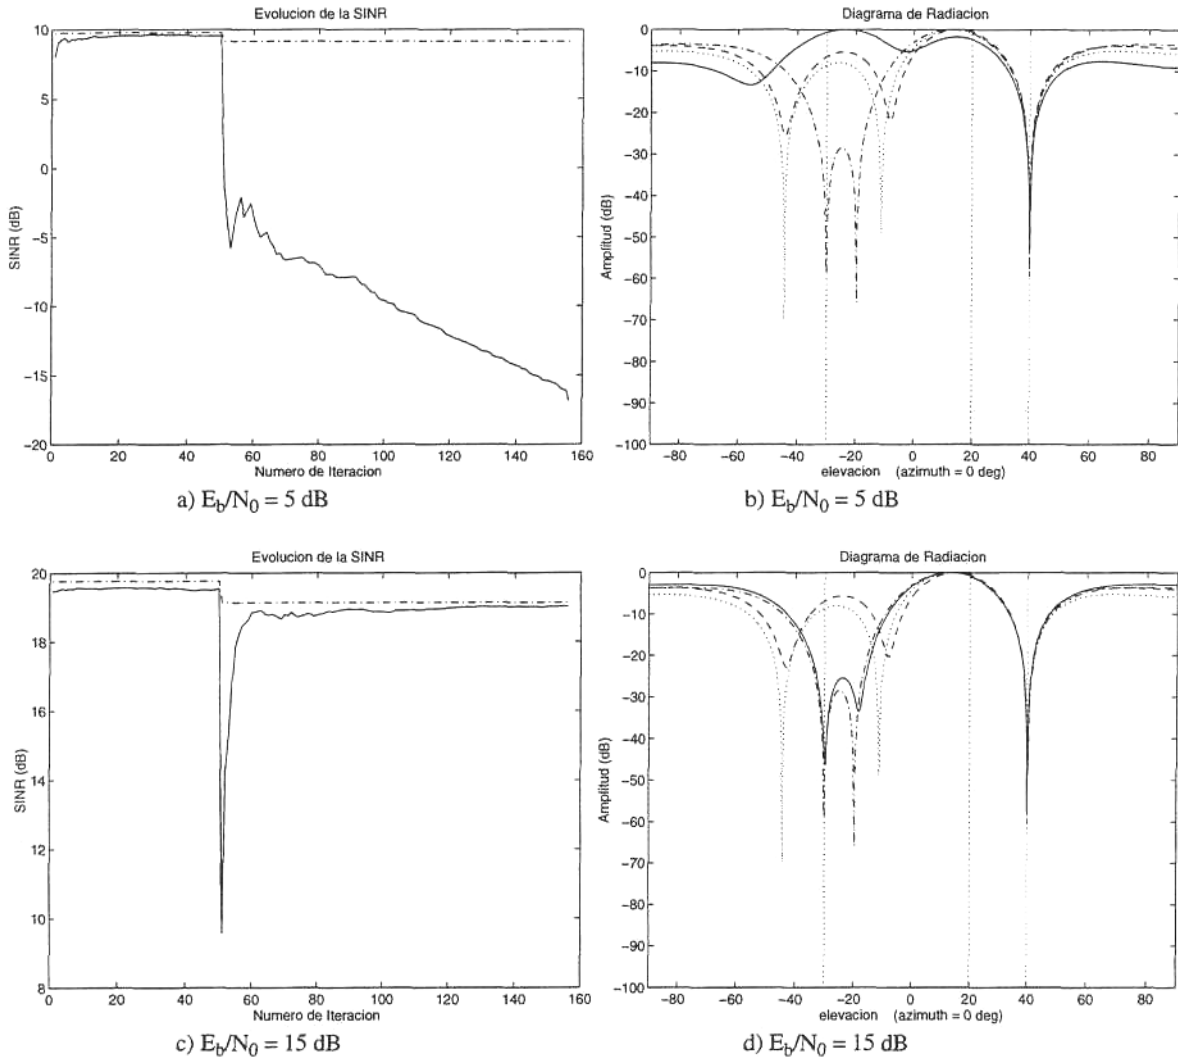 Evolucion de la SINR
10
5
0
−5
−10
−15
−20
SINR (dB)
0 20 40 60 80 100 120 140 160
Numero de Iteracion
a) Eb/N0 = 5 dB
Diagrama de Radiacion
0
−10
−20
−30
−40
−50
−60
−70
−80
−90
−100
Amplitud (dB)
−80 −60 −40 −20 0 20 40 60 80
elevacion (azimuth = 0 deg)
b) Eb/N0 = 5 dB
Evolucion de la SINR
20
18
16
14
12
10
8
SINR (dB)
0 20 40 60 80 100 120 140 160
Numero de Iteracion
c) Eb/N0 = 15 dB
Diagrama de Radiacion
0
−10
−20
−30
−40
−50
−60
−70
−80
−90
−100
Amplitud (dB)
−80 −60 −40 −20 0 20 40 60 80
elevacion (azimuth = 0 deg)
d) Eb/N0 = 15 dB